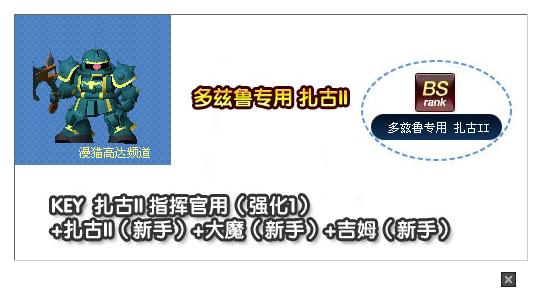 多兹鲁专用 扎古II
BS
rank
多兹鲁专用 扎古II
漫猫高达频道
KEY 扎古II 指挥官用（强化1）
+扎古II（新手）+大魔（新手）+吉姆（新手）